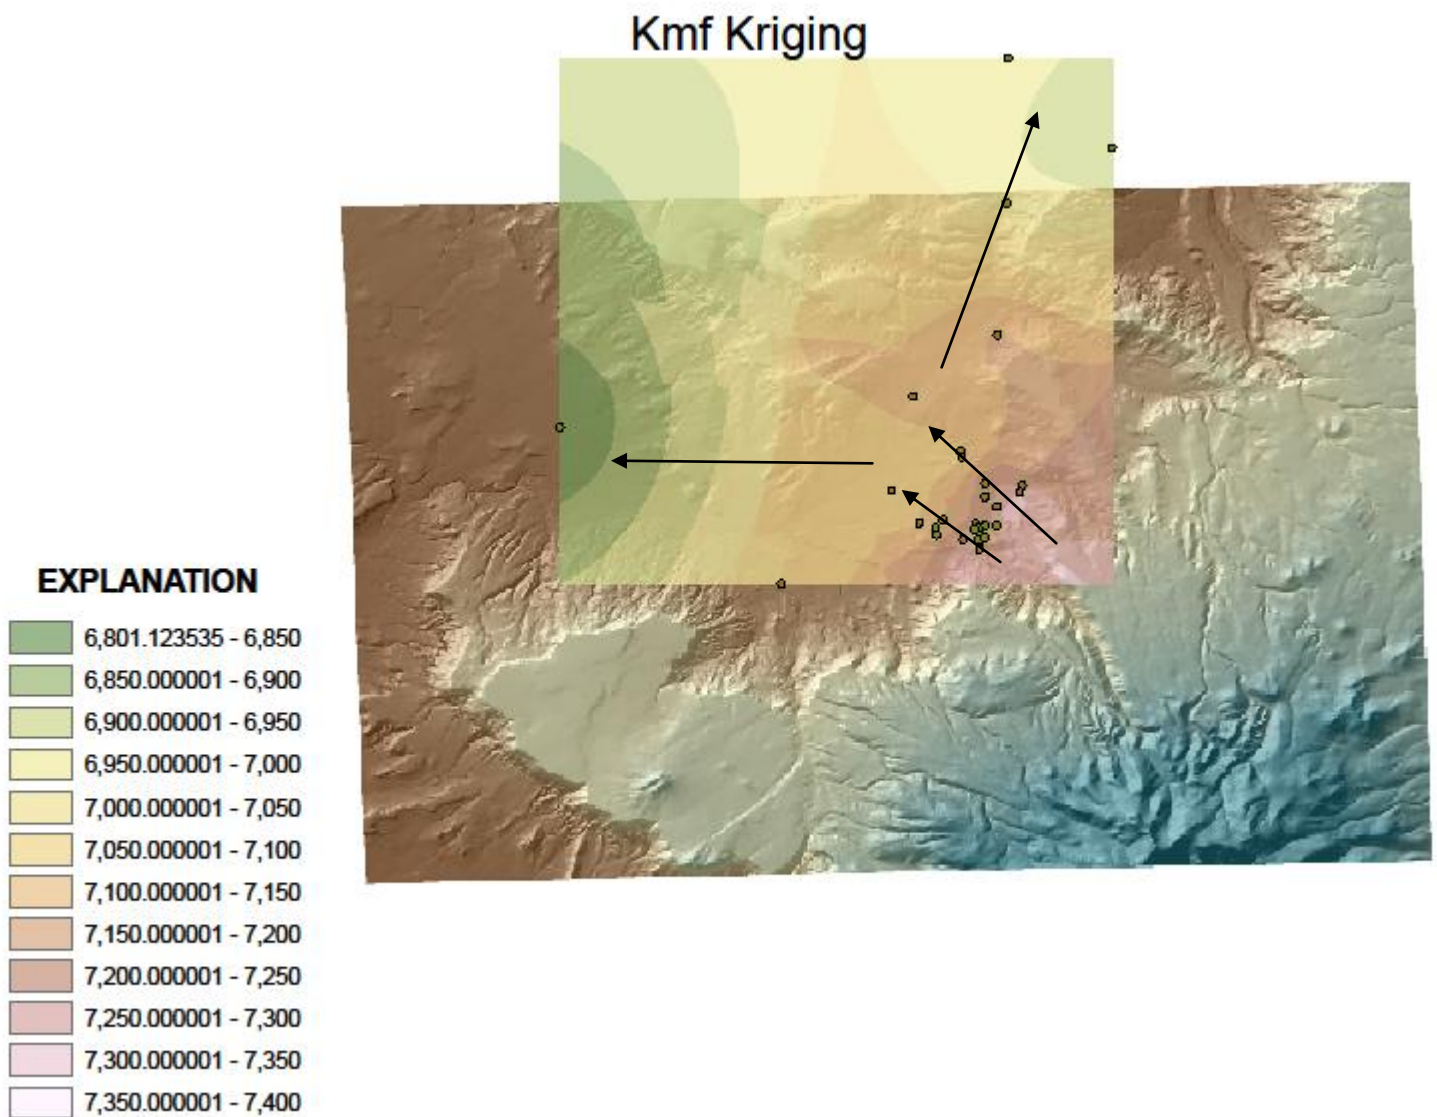 Kmf Kriging
EXPLANATION
6,801.123535 - 6,850
6,850.000001 - 6,900
6,900.000001 - 6,950
6,950.000001 - 7,000
7,000.000001 - 7,050
7,050.000001 - 7,100
7,100.000001 - 7,150
7,150.000001 - 7,200
7,200.000001 - 7,250
7,250.000001 - 7,300
7,300.000001 - 7,350
7,350.000001 - 7,400